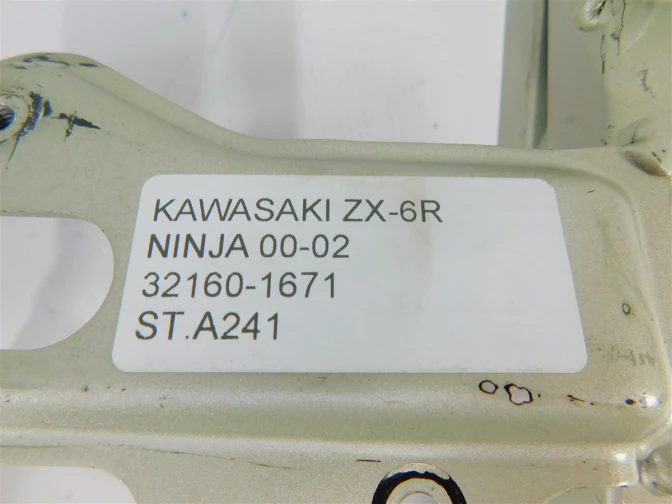 KAWASAKI ZX-6R
NINJA 00-02
32160-1671
ST.A241